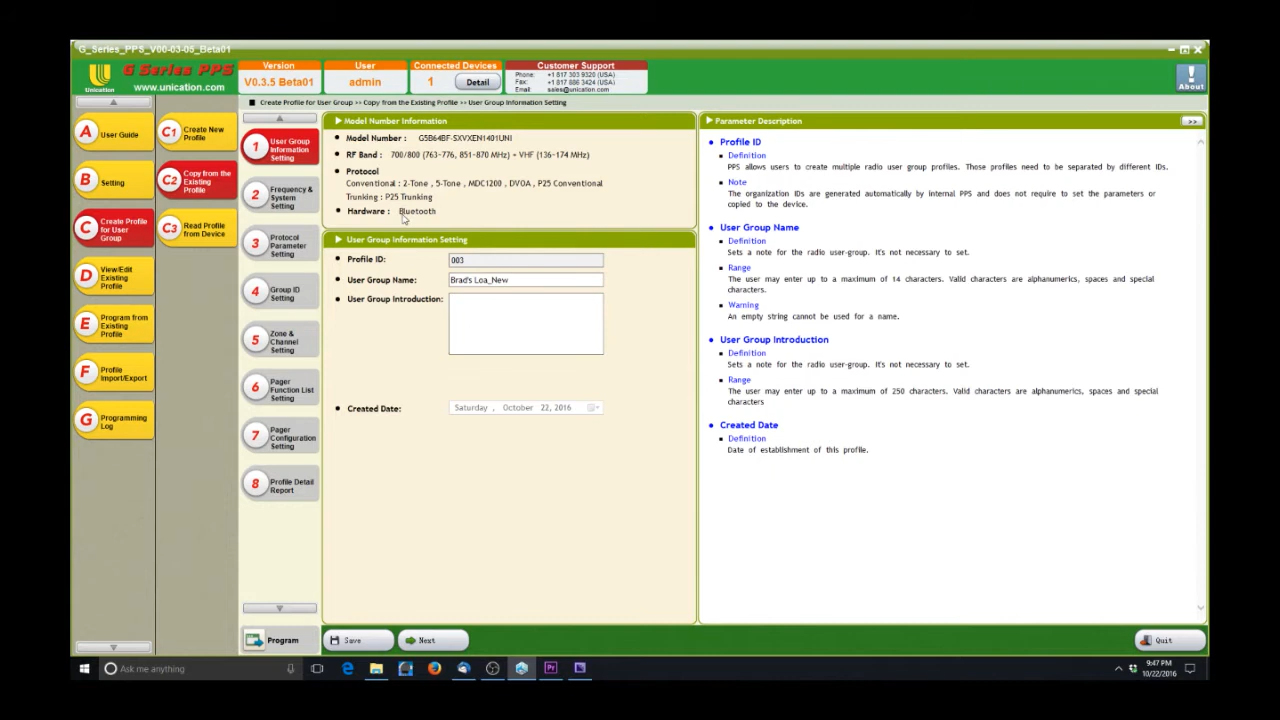 G_Series_PPS_V00-03-05_Beta01
Unication
G Series PPS
www.unication.com
Version
V0.3.5 Beta01
User
admin
Connected Devices
1 Detail
Customer Support
Phone: +1 817 303 9320 (USA)
Fax: +1 817 886 3424 (USA)
Email: sales@unication.com
About
A User Guide
B Setting
C Create Profile
for User
Group
D View/Edit
Existing
Profile
E Program from
Existing
Profile
F Profile
Import/Export
G Programming
Log
C1 Create New
Profile
C2 Copy from the
Existing
Profile
C3 Read Profile
from Device
Create Profile for User Group >> Copy from the Existing Profile >> User Group Information Setting
1 User Group
Information
Setting
2 Frequency &
System
Setting
3 Protocol
Parameter
Setting
4 Group ID
Setting
5 Zone &
Channel
Setting
6 Pager
Function List
Setting
7 Pager
Configuration
Setting
8 Profile Detail
Report
Program
Model Number Information
Model Number : G5B64BF-SXVXEN1401UNI
RF Band : 700/800 (763~776, 851~870 MHz) + VHF (136~174 MHz)
Protocol
Conventional : 2-Tone , 5-Tone , MDC1200 , DVOA , P25 Conventional
Trunking : P25 Trunking
Hardware : Bluetooth
User Group Information Setting
Profile ID: 003
User Group Name: Brad's Loa_New
User Group Introduction:
Created Date: Saturday , October 22, 2016
Save
Next
Parameter Description
>>
Profile ID
Definition
PPS allows users to create multiple radio user-group profiles. Those profiles need to be separated by different IDs.
Note
The organization IDs are generated automatically by internal PPS and does not require to set the parameters or
copied to the device.
User Group Name
Definition
Sets a note for the radio user-group. It's not necessary to set.
Range
The user may enter up to a maximum of 14 characters. Valid characters are alphanumerics, spaces and special
characters.
Warning
An empty string cannot be used for a name.
User Group Introduction
Definition
Sets a note for the radio user-group. It's not necessary to set.
Range
The user may enter up to a maximum of 250 characters. Valid characters are alphanumerics, spaces and special
characters
Created Date
Definition
Date of establishment of this profile.
Quit
Ask me anything
Pr
9:47 PM
10/22/2016